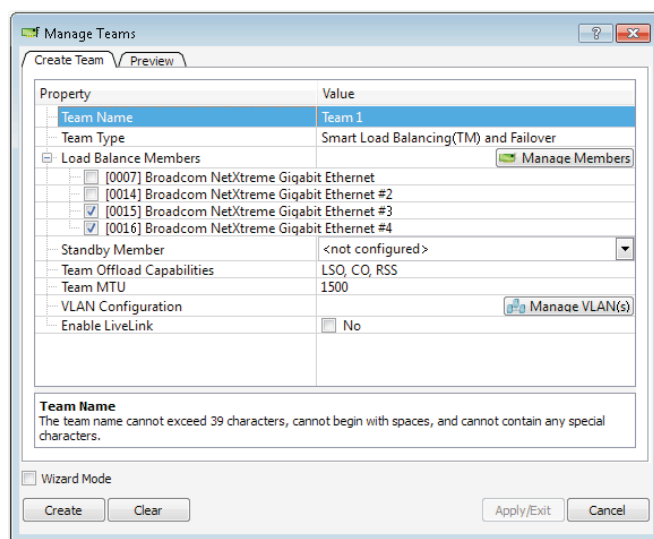 Manage Teams
Create Team Preview
Property Value
Team Name Team 1
Team Type Smart Load Balancing(TM) and Failover
Load Balance Members Manage Members
[0007] Broadcom NetXtreme Gigabit Ethernet
[0014] Broadcom NetXtreme Gigabit Ethernet #2
[0015] Broadcom NetXtreme Gigabit Ethernet #3
[0016] Broadcom NetXtreme Gigabit Ethernet #4
Standby Member <not configured>
Team Offload Capabilities LSO, CO, RSS
Team MTU 1500
VLAN Configuration Manage VLAN(s)
Enable LiveLink No
Team Name
The team name cannot exceed 39 characters, cannot begin with spaces, and cannot contain any special
characters.
Wizard Mode
Create Clear Apply/Exit Cancel